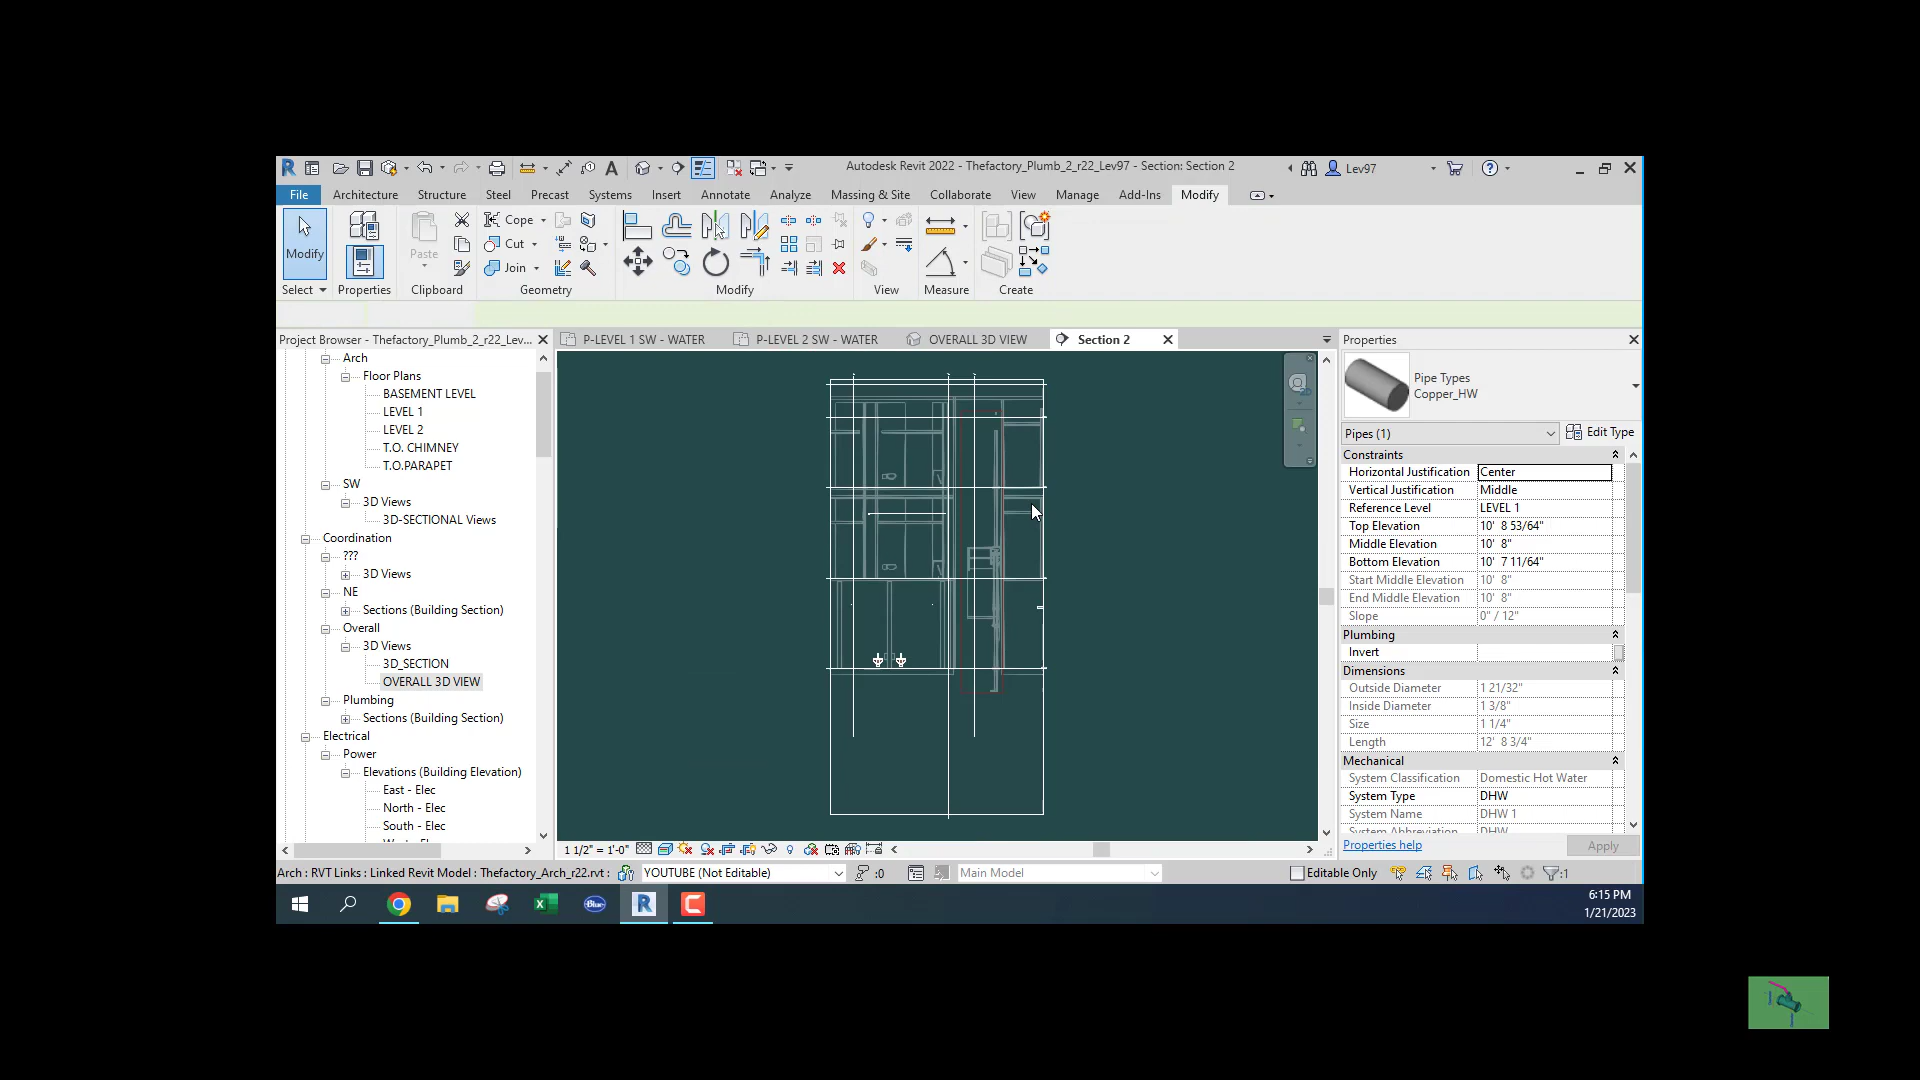 Autodesk Revit 2022 - Thefactory_Plumb_2_r22_Lev97 - Section: Section 2
Lev97
File Architecture Structure Steel Precast Systems Insert Annotate Analyze Massing & Site Collaborate View Manage Add-Ins Modify
Modify
Paste
Cope
Cut
Join
Select Properties Clipboard Geometry Modify View Measure Create
Project Browser - Thefactory_Plumb_2_r22_Lev...
P-LEVEL 1 SW - WATER
P-LEVEL 2 SW - WATER
OVERALL 3D VIEW
Section 2
Arch
Floor Plans
BASEMENT LEVEL
LEVEL 1
LEVEL 2
T.O. CHIMNEY
T.O.PARAPET
SW
3D Views
3D-SECTIONAL Views
Coordination
???
3D Views
NE
Sections (Building Section)
Overall
3D Views
3D_SECTION
OVERALL 3D VIEW
Plumbing
Sections (Building Section)
Electrical
Power
Elevations (Building Elevation)
East - Elec
North - Elec
South - Elec
Properties
Pipe Types
Copper_HW
Pipes (1)
Edit Type
Constraints
Horizontal Justification Center
Vertical Justification Middle
Reference Level LEVEL 1
Top Elevation 10' 8 53/64"
Middle Elevation 10' 8"
Bottom Elevation 10' 7 11/64"
Start Middle Elevation 10' 8"
End Middle Elevation 10' 8"
Slope 0" / 12"
Plumbing
Invert
Dimensions
Outside Diameter 1 21/32"
Inside Diameter 1 3/8"
Size 1 1/4"
Length 12' 8 3/4"
Mechanical
System Classification Domestic Hot Water
System Type DHW
System Name DHW 1
System Abbreviation DHW
Properties help
Apply
1 1/2" = 1'-0"
Arch : RVT Links : Linked Revit Model : Thefactory_Arch_r22.rvt :
YOUTUBE (Not Editable)
:0
Main Model
Editable Only
:1
6:15 PM
1/21/2023